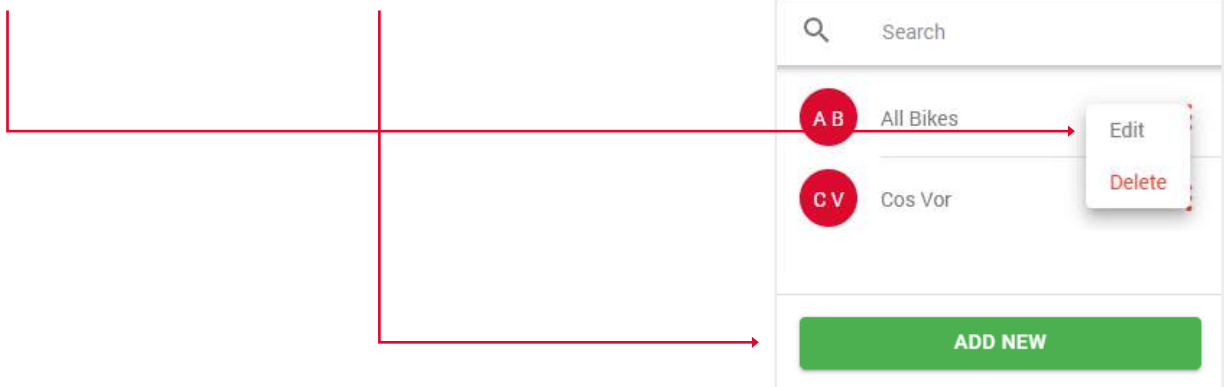 Search
A B
All Bikes
Edit
Delete
C V
Cos Vor
ADD NEW